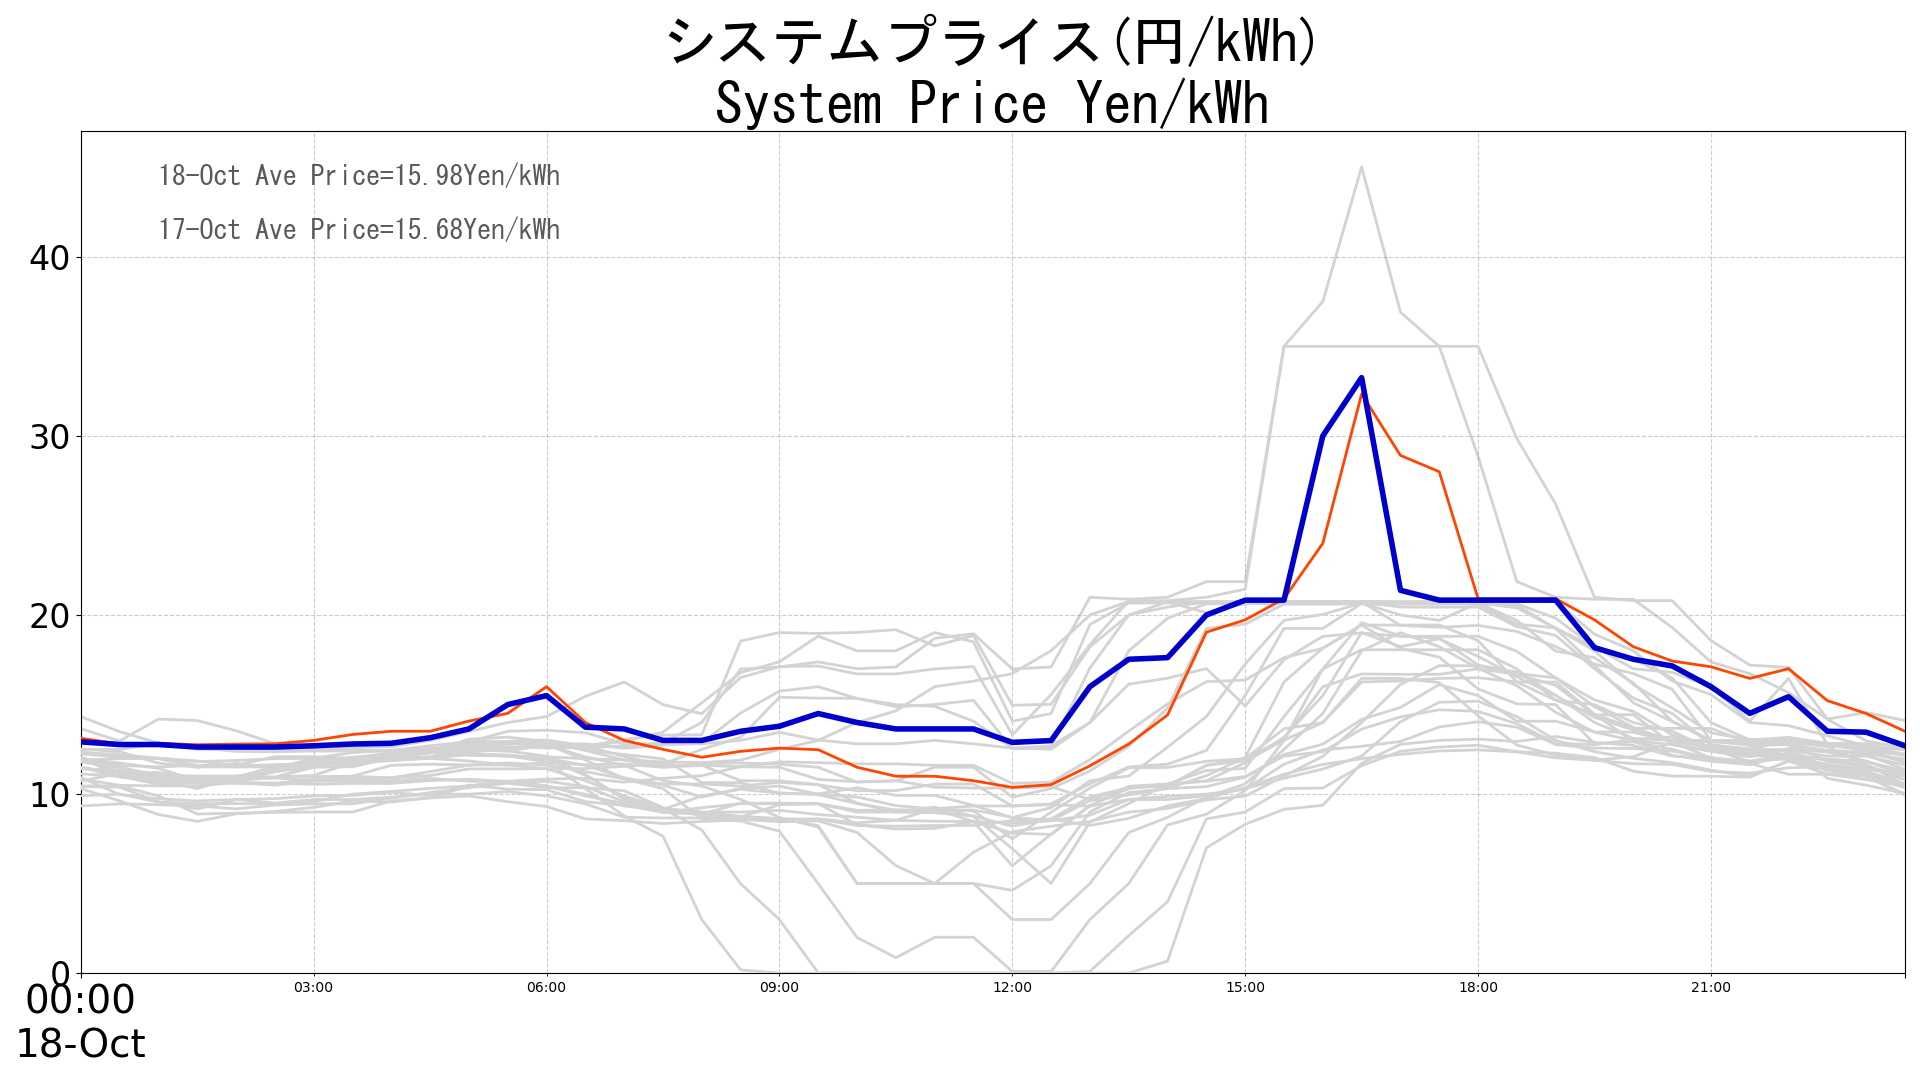 システムプライス(円/kWh)
System Price Yen/kWh
18-Oct Ave Price=15.98Yen/kWh
17-Oct Ave Price=15.68Yen/kWh
40
30
20
10
0
00:00 03:00 06:00 09:00 12:00 15:00 18:00 21:00
18-Oct